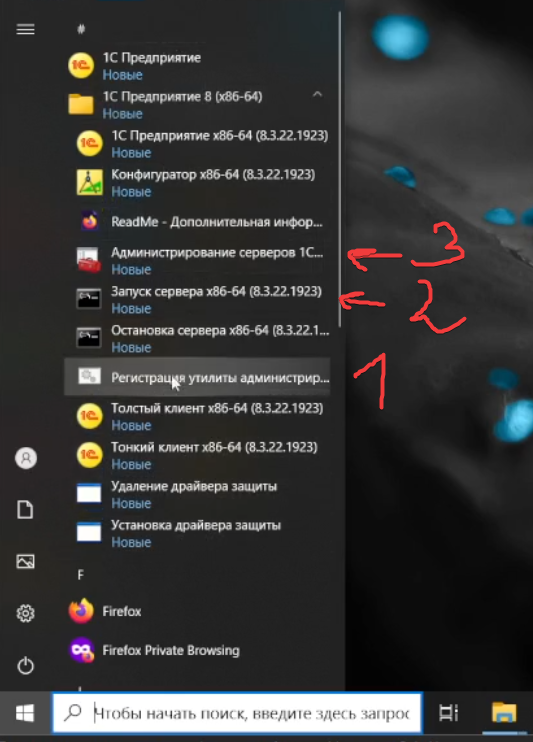 #
1С Предприятие
Новые
1С Предприятие 8 (x86-64)
Новые
1С Предприятие x86-64 (8.3.22.1923)
Новые
Конфигуратор x86-64 (8.3.22.1923)
Новые
ReadMe - Дополнительная инфор...
Администрирование серверов 1С...
Новые
3
Запуск сервера x86-64 (8.3.22.1923)
Новые
2
Остановка сервера x86-64 (8.3.22.1...
Новые
Регистрация утилиты администрир...
1
Толстый клиент x86-64 (8.3.22.1923)
Новые
Тонкий клиент x86-64 (8.3.22.1923)
Новые
Удаление драйвера защиты
Новые
Установка драйвера защиты
Новые
F
Firefox
Firefox Private Browsing
Чтобы начать поиск, введите здесь запрос